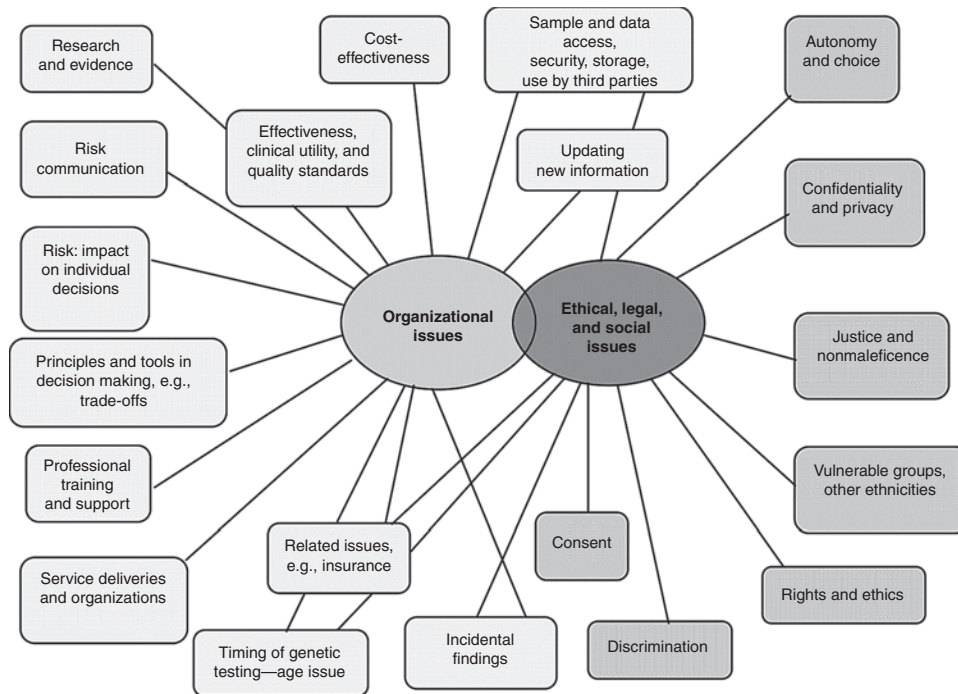 Research
and evidence
Cost-
effectiveness
Sample and data
access,
security, storage,
use by third parties
Autonomy
and choice
Risk
communication
Effectiveness,
clinical utility, and
quality standards
Updating
new information
Confidentiality
and privacy
Risk: impact
on individual
decisions
Organizational
issues
Ethical, legal,
and social
issues
Justice and
nonmaleficence
Principles and tools in
decision making, e.g.,
trade-offs
Professional
training
and support
Vulnerable groups,
other ethnicities
Related issues,
e.g., insurance
Consent
Service deliveries
and organizations
Rights and ethics
Timing of genetic
testing—age issue
Incidental
findings
Discrimination